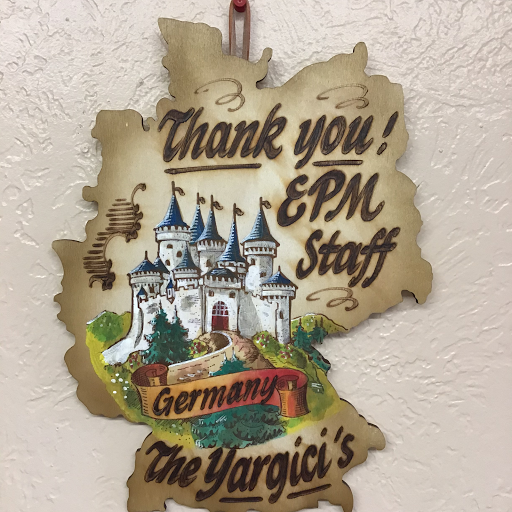 Thank you!
EPM
Staff
Germany
The Yargici's